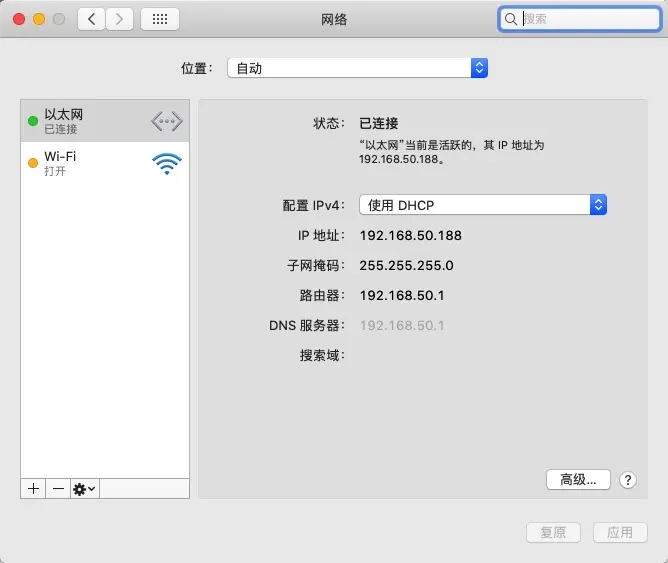 网络
搜索
位置： 自动
以太网
已连接
Wi-Fi
打开
状态： 已连接
“以太网”当前是活跃的，其 IP 地址为
192.168.50.188。
配置 IPv4： 使用 DHCP
IP 地址： 192.168.50.188
子网掩码： 255.255.255.0
路由器： 192.168.50.1
DNS 服务器： 192.168.50.1
搜索域：
高级...
?
复原
应用